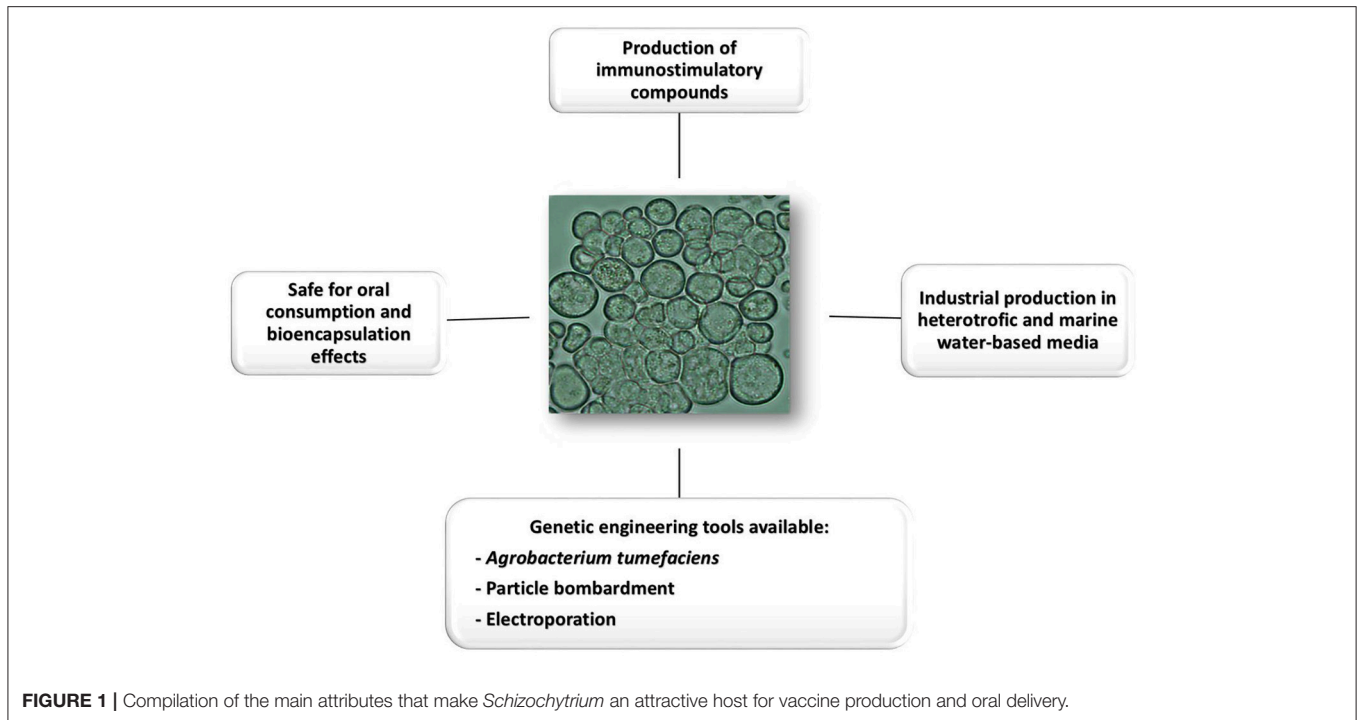 Production of
immunostimulatory
compounds
Safe for oral
consumption and
bioencapsulation
effects
Industrial production in
heterotrofic and marine
water-based media
Genetic engineering tools available:
- Agrobacterium tumefaciens
- Particle bombardment
- Electroporation
FIGURE 1 | Compilation of the main attributes that make Schizochytrium an attractive host for vaccine production and oral delivery.